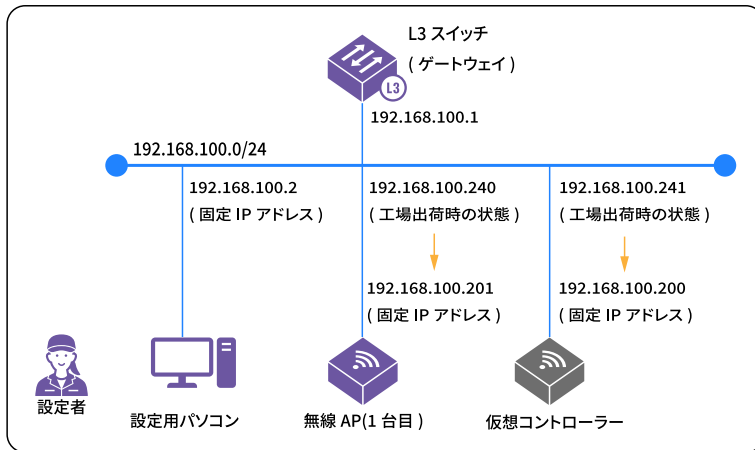 L3 スイッチ
( ゲートウェイ )
L3
192.168.100.1
192.168.100.0/24
192.168.100.2
( 固定 IP アドレス )
192.168.100.240
( 工場出荷時の状態 )
192.168.100.241
( 工場出荷時の状態 )
192.168.100.201
( 固定 IP アドレス )
192.168.100.200
( 固定 IP アドレス )
設定者
設定用パソコン
無線 AP(1 台目 )
仮想コントローラー